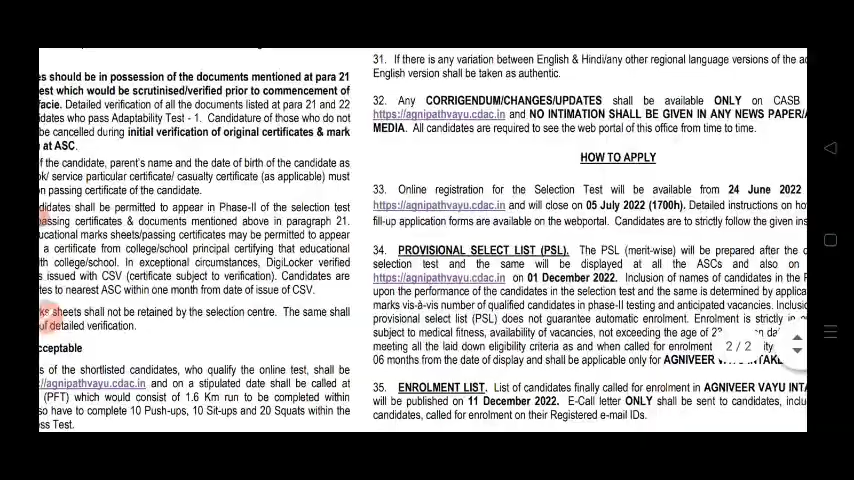 es should be in possession of the documents mentioned at para 21
est which would be scrutinised/verified prior to commencement of
facie. Detailed verification of all the documents listed at para 21 and 22
idates who pass Adaptability Test - 1. Candidature of those who do not
be cancelled during initial verification of original certificates & mark
at ASC.
of the candidate, parent's name and the date of birth of the candidate as
ok/ service particular certificate/ casualty certificate (as applicable) must
on passing certificate of the candidate.
didates shall be permitted to appear in Phase-II of the selection test
passing certificates & documents mentioned above in paragraph 21.
ucational marks sheets/passing certificates may be permitted to appear
a certificate from college/school principal certifying that educational
ith college/school. In exceptional circumstances, DigiLocker verified
s issued with CSV (certificate subject to verification). Candidates are
ates to nearest ASC within one month from date of issue of CSV.
rks sheets shall not be retained by the selection centre. The same shall
of detailed verification.
cceptable
s of the shortlisted candidates, who qualify the online test, shall be
://agnipathvayu.cdac.in and on a stipulated date shall be called at
(PFT) which would consist of 1.6 Km run to be completed within
so have to complete 10 Push-ups, 10 Sit-ups and 20 Squats within the
ess Test.
31. If there is any variation between English & Hindi/any other regional language versions of the a
English version shall be taken as authentic.
32. Any CORRIGENDUM/CHANGES/UPDATES shall be available ONLY on CASB
https://agnipathvayu.cdac.in and NO INTIMATION SHALL BE GIVEN IN ANY NEWS PAPER/
MEDIA. All candidates are required to see the web portal of this office from time to time.
HOW TO APPLY
33. Online registration for the Selection Test will be available from 24 June 2022
https://agnipathvayu.cdac.in and will close on 05 July 2022 (1700h). Detailed instructions on ho
fill-up application forms are available on the webportal. Candidates are to strictly follow the given ins
34. PROVISIONAL SELECT LIST (PSL). The PSL (merit-wise) will be prepared after the c
selection test and the same will be displayed at all the ASCs and also on
https://agnipathvayu.cdac.in on 01 December 2022. Inclusion of names of candidates in the
upon the performance of the candidates in the selection test and the same is determined by applica
marks vis-à-vis number of qualified candidates in phase-II testing and anticipated vacancies. Inclusi
provisional select list (PSL) does not guarantee automatic enrolment. Enrolment is strictly in
subject to medical fitness, availability of vacancies, not exceeding the age of
meeting all the laid down eligibility criteria as and when called for enrolment
2 / 2
06 months from the date of display and shall be applicable only for AGNIVEER VAYU INTAK
35. ENROLMENT LIST. List of candidates finally called for enrolment in AGNIVEER VAYU INTA
will be published on 11 December 2022. E-Call letter ONLY shall be sent to candidates, inclu
candidates, called for enrolment on their Registered e-mail IDs.